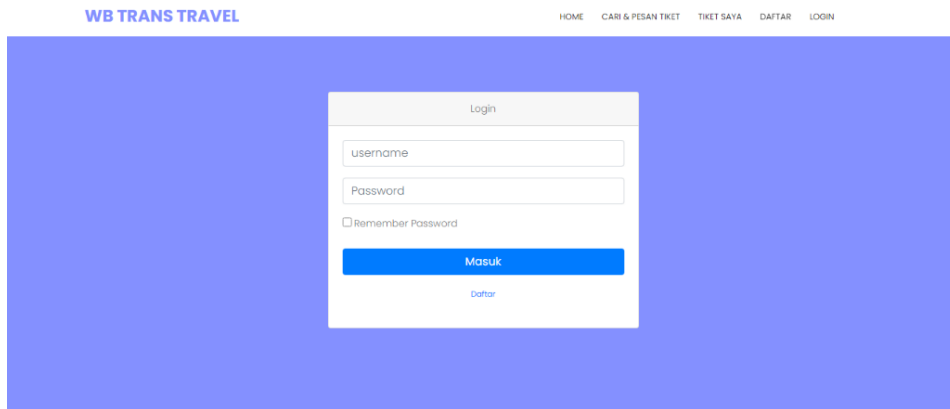 WB TRANS TRAVEL
HOME CARI & PESAN TIKET TIKET SAYA DAFTAR LOGIN
Login
username
Password
Remember Password
Masuk
Daftar